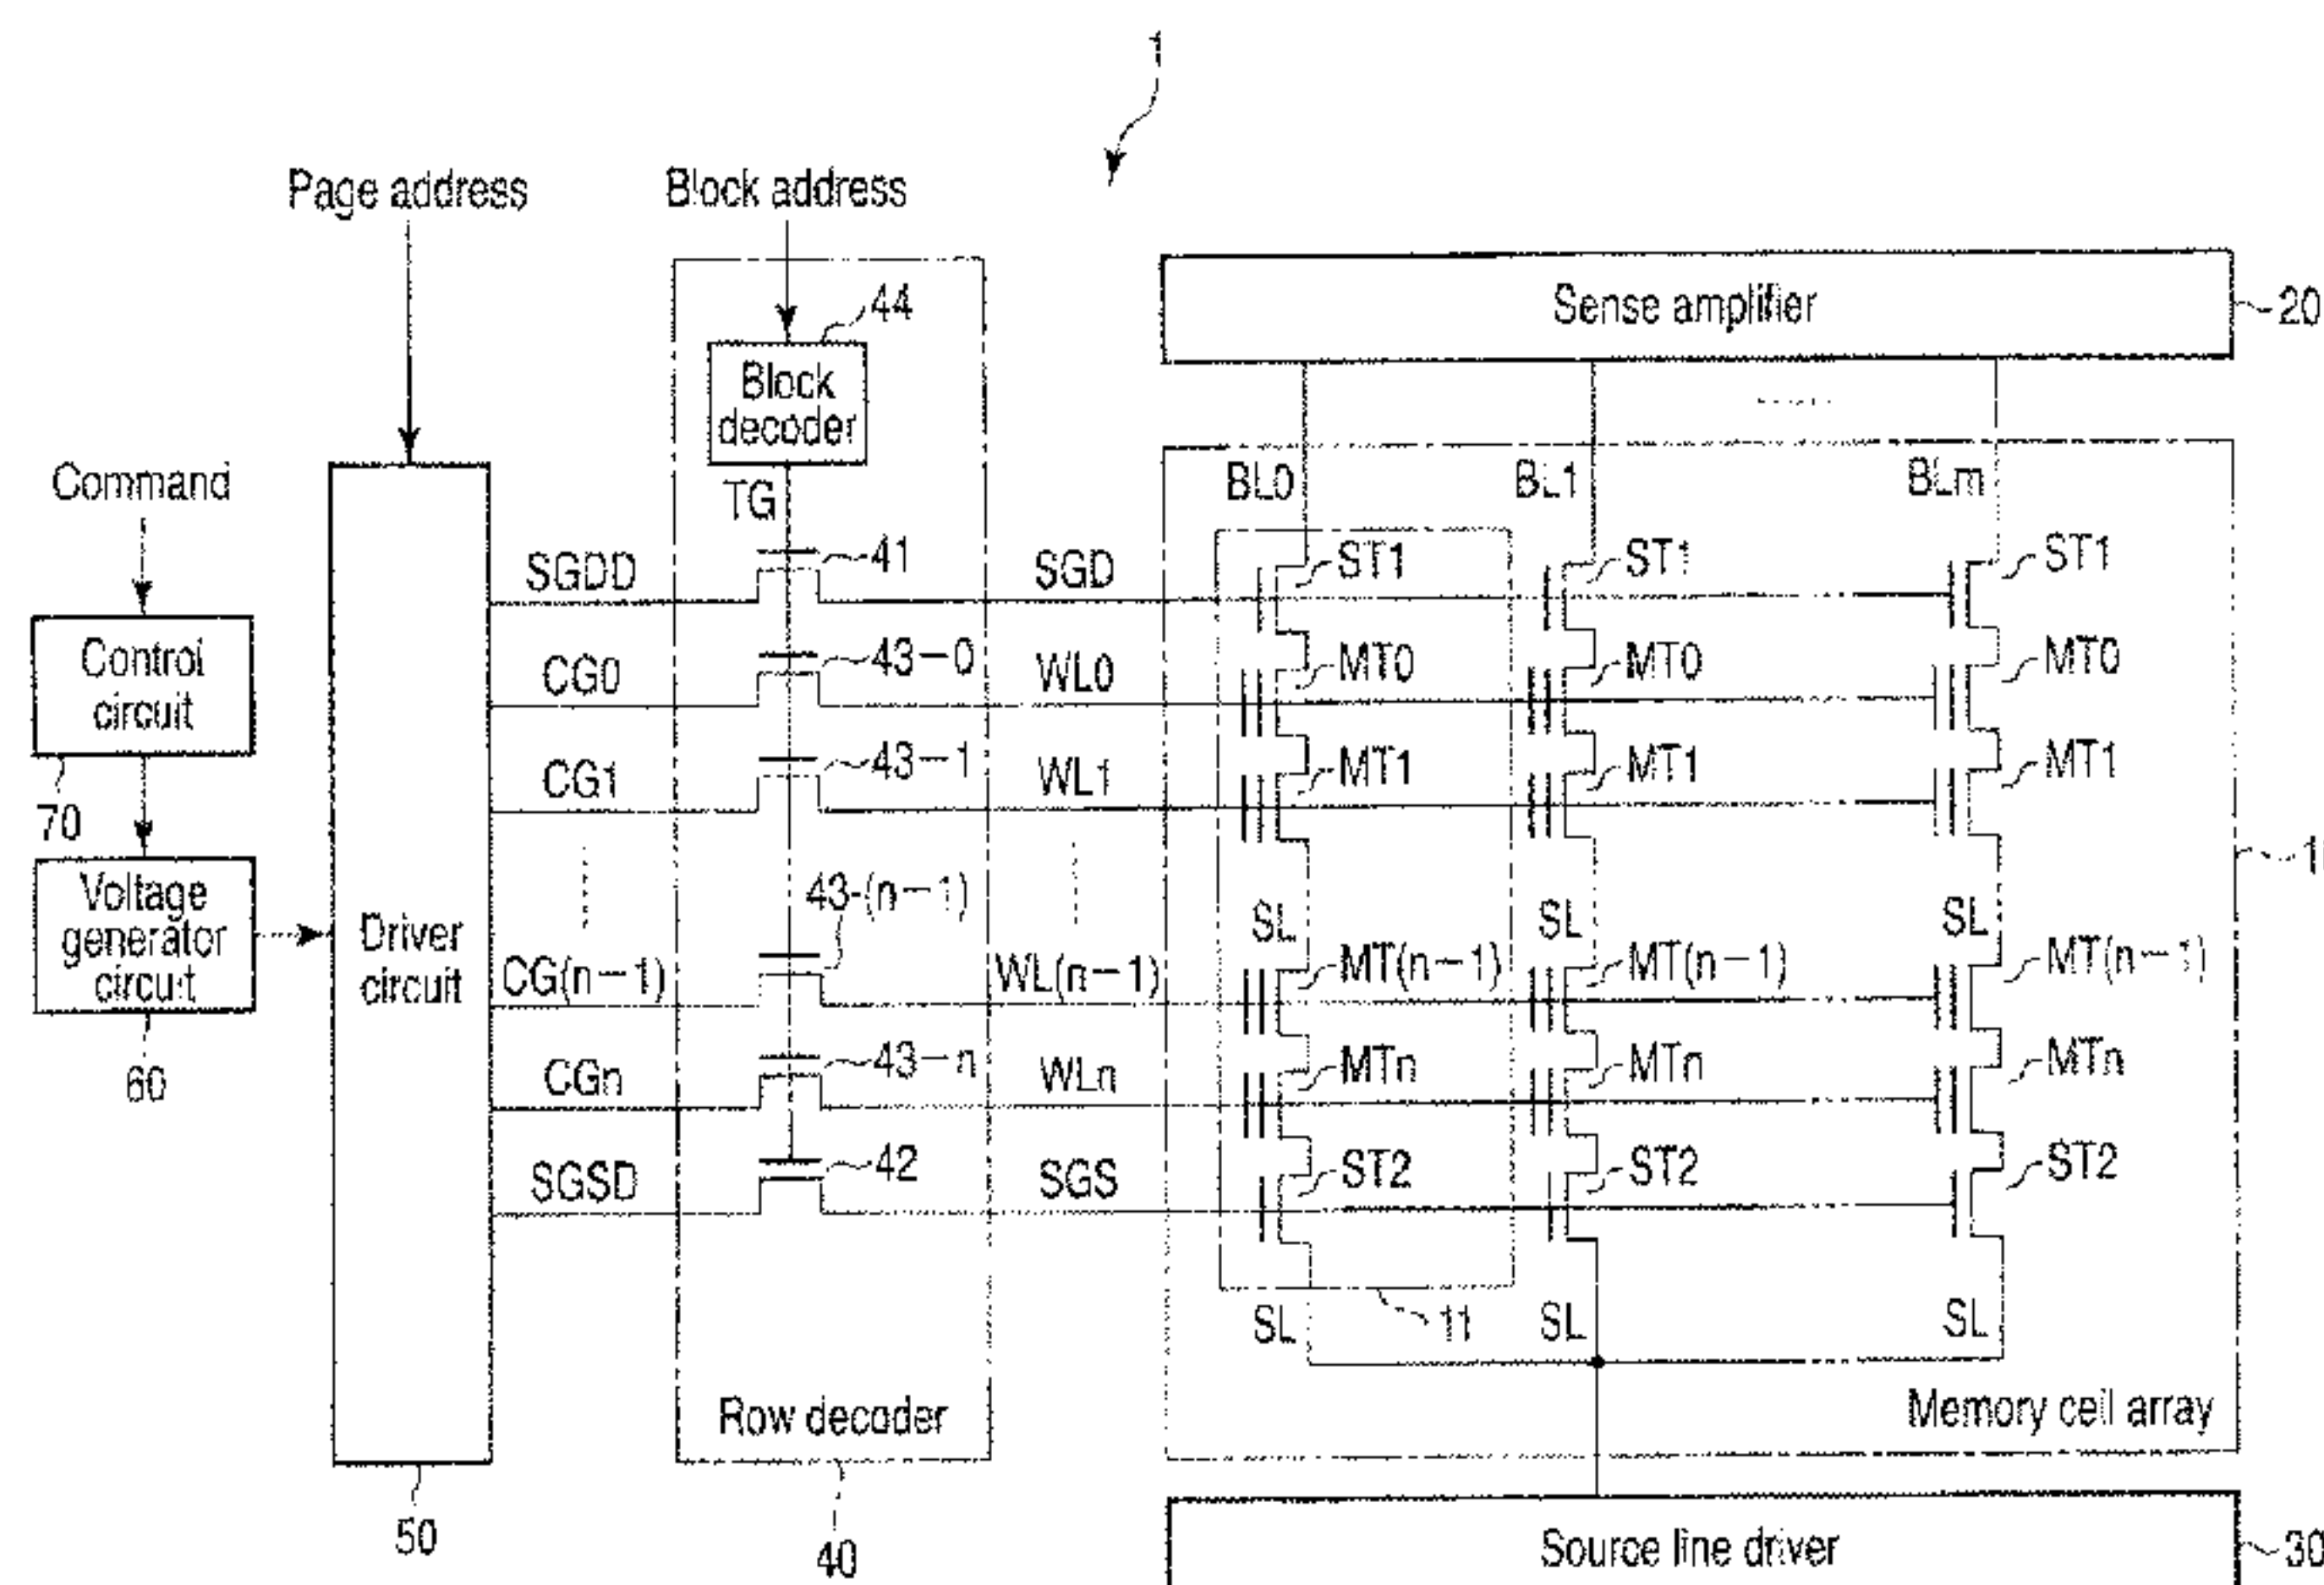 1
Page address
Block address
44
Sense amplifier
20
Block
decoder
Command
TG
BL0
BL1
BLm
SGDD
41
SGD
ST1
ST1
ST1
Control
circuit
CG0
43-0
WL0
MT0
MT0
MT0
70
CG1
43-1
WL1
MT1
MT1
MT1
Voltage
generator
circuit
60
Driver
circuit
43-(n-1)
SL
SL
SL
CG(n-1)
WL(n-1)
MT(n-1)
MT(n-1)
MT(n-1)
CGn
43-n
WLn
MTn
MTn
MTn
SGSD
42
SGS
ST2
ST2
ST2
SL
11
SL
SL
Row decoder
Memory cell array
50
40
Source line driver
30